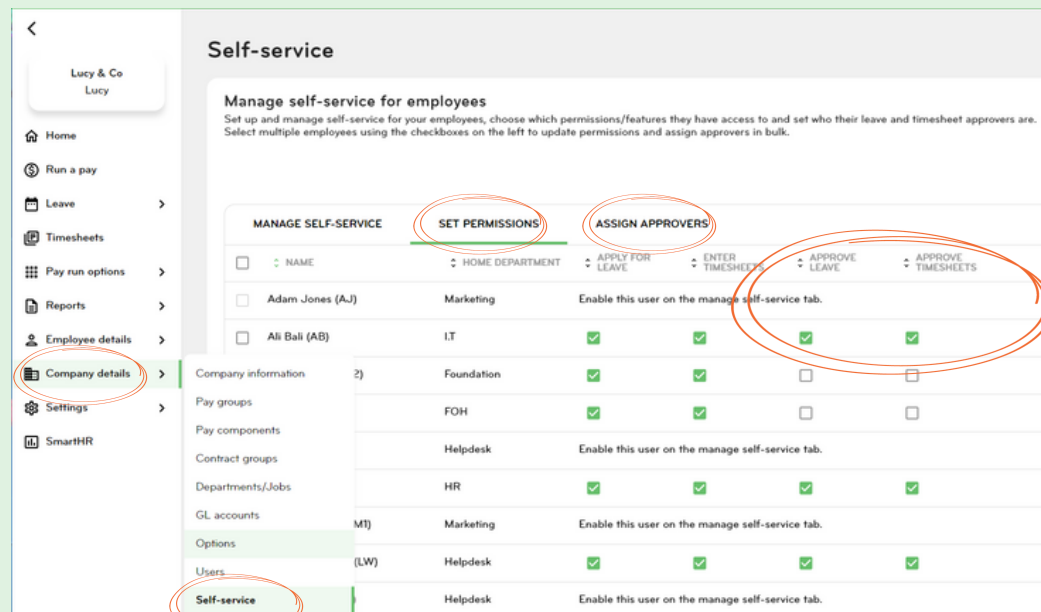 Lucy & Co
Lucy
Home
Run a pay
Leave
Timesheets
Pay run options
Reports
Employee details
Company details
Settings
SmartHR
Company information
Pay groups
Pay components
Contract groups
Departments/Jobs
GL accounts
Options
Users
Self-service
Self-service
Manage self-service for employees
Set up and manage self-service for your employees, choose which permissions/features they have access to and set who their leave and timesheet approvers are.
Select multiple employees using the checkboxes on the left to update permissions and assign approvers in bulk.
MANAGE SELF-SERVICE SET PERMISSIONS ASSIGN APPROVERS
NAME HOME DEPARTMENT APPLY FOR LEAVE ENTER TIMESHEETS APPROVE LEAVE APPROVE TIMESHEETS
Adam Jones (AJ) Marketing Enable this user on the manage self-service tab.
Ali Bali (AB) I.T
2) Foundation
FOH
Helpdesk Enable this user on the manage self-service tab.
HR
M1) Marketing Enable this user on the manage self-service tab.
(LW) Helpdesk
) Helpdesk Enable this user on the manage self-service tab.